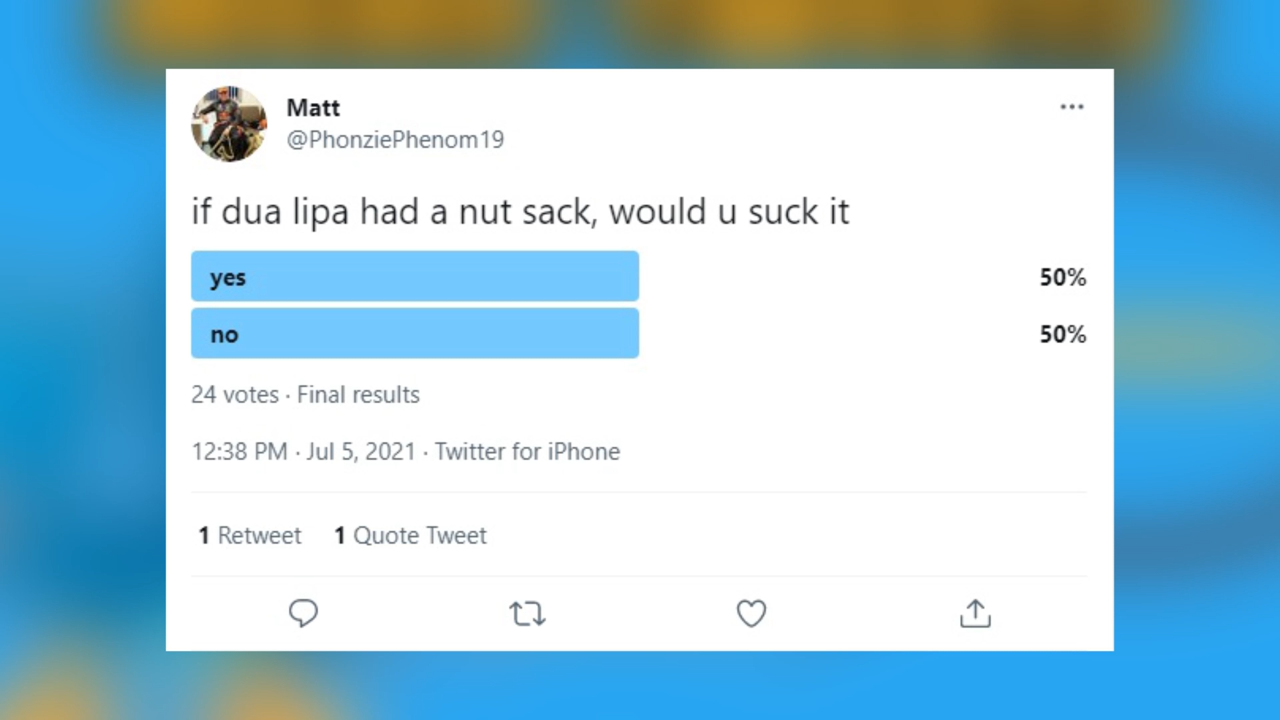 Matt
@PhonziePhenom19
if dua lipa had a nut sack, would u suck it
yes 50%
no 50%
24 votes · Final results
12:38 PM · Jul 5, 2021 · Twitter for iPhone
1 Retweet 1 Quote Tweet